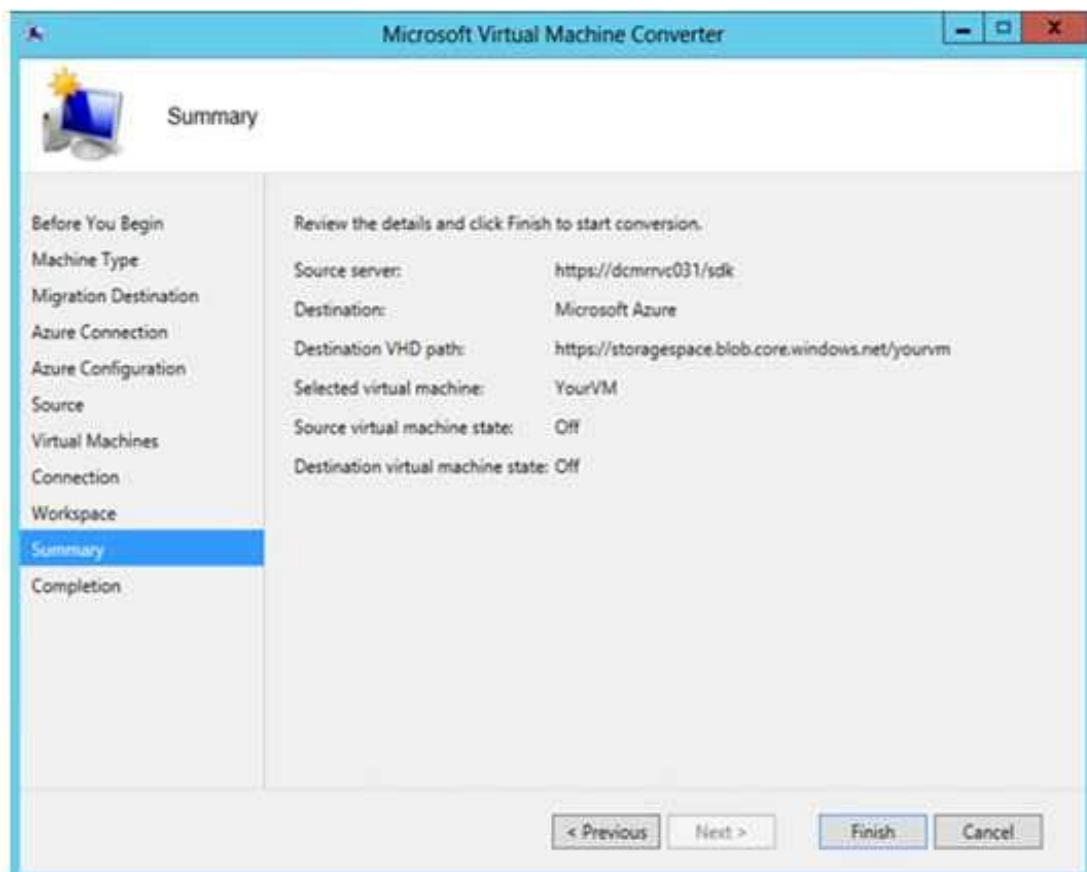 Microsoft Virtual Machine Converter
Summary
Before You Begin
Machine Type
Migration Destination
Azure Connection
Azure Configuration
Source
Virtual Machines
Connection
Workspace
Summary
Completion
Review the details and click Finish to start conversion.
Source server: https://dcmrrvc031/sdk
Destination: Microsoft Azure
Destination VHD path: https://storagespace.blob.core.windows.net/yourvm
Selected virtual machine: YourVM
Source virtual machine state: Off
Destination virtual machine state: Off
< Previous Next > Finish Cancel